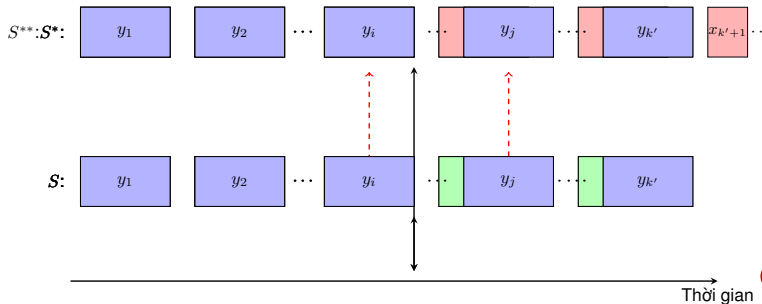 S**:S*: y₁ y₂ ... yᵢ ... yⱼ .... yₖ′ xₖ′₊₁ ...
S: y₁ y₂ ... yᵢ ... yⱼ .... yₖ′
Thời gian